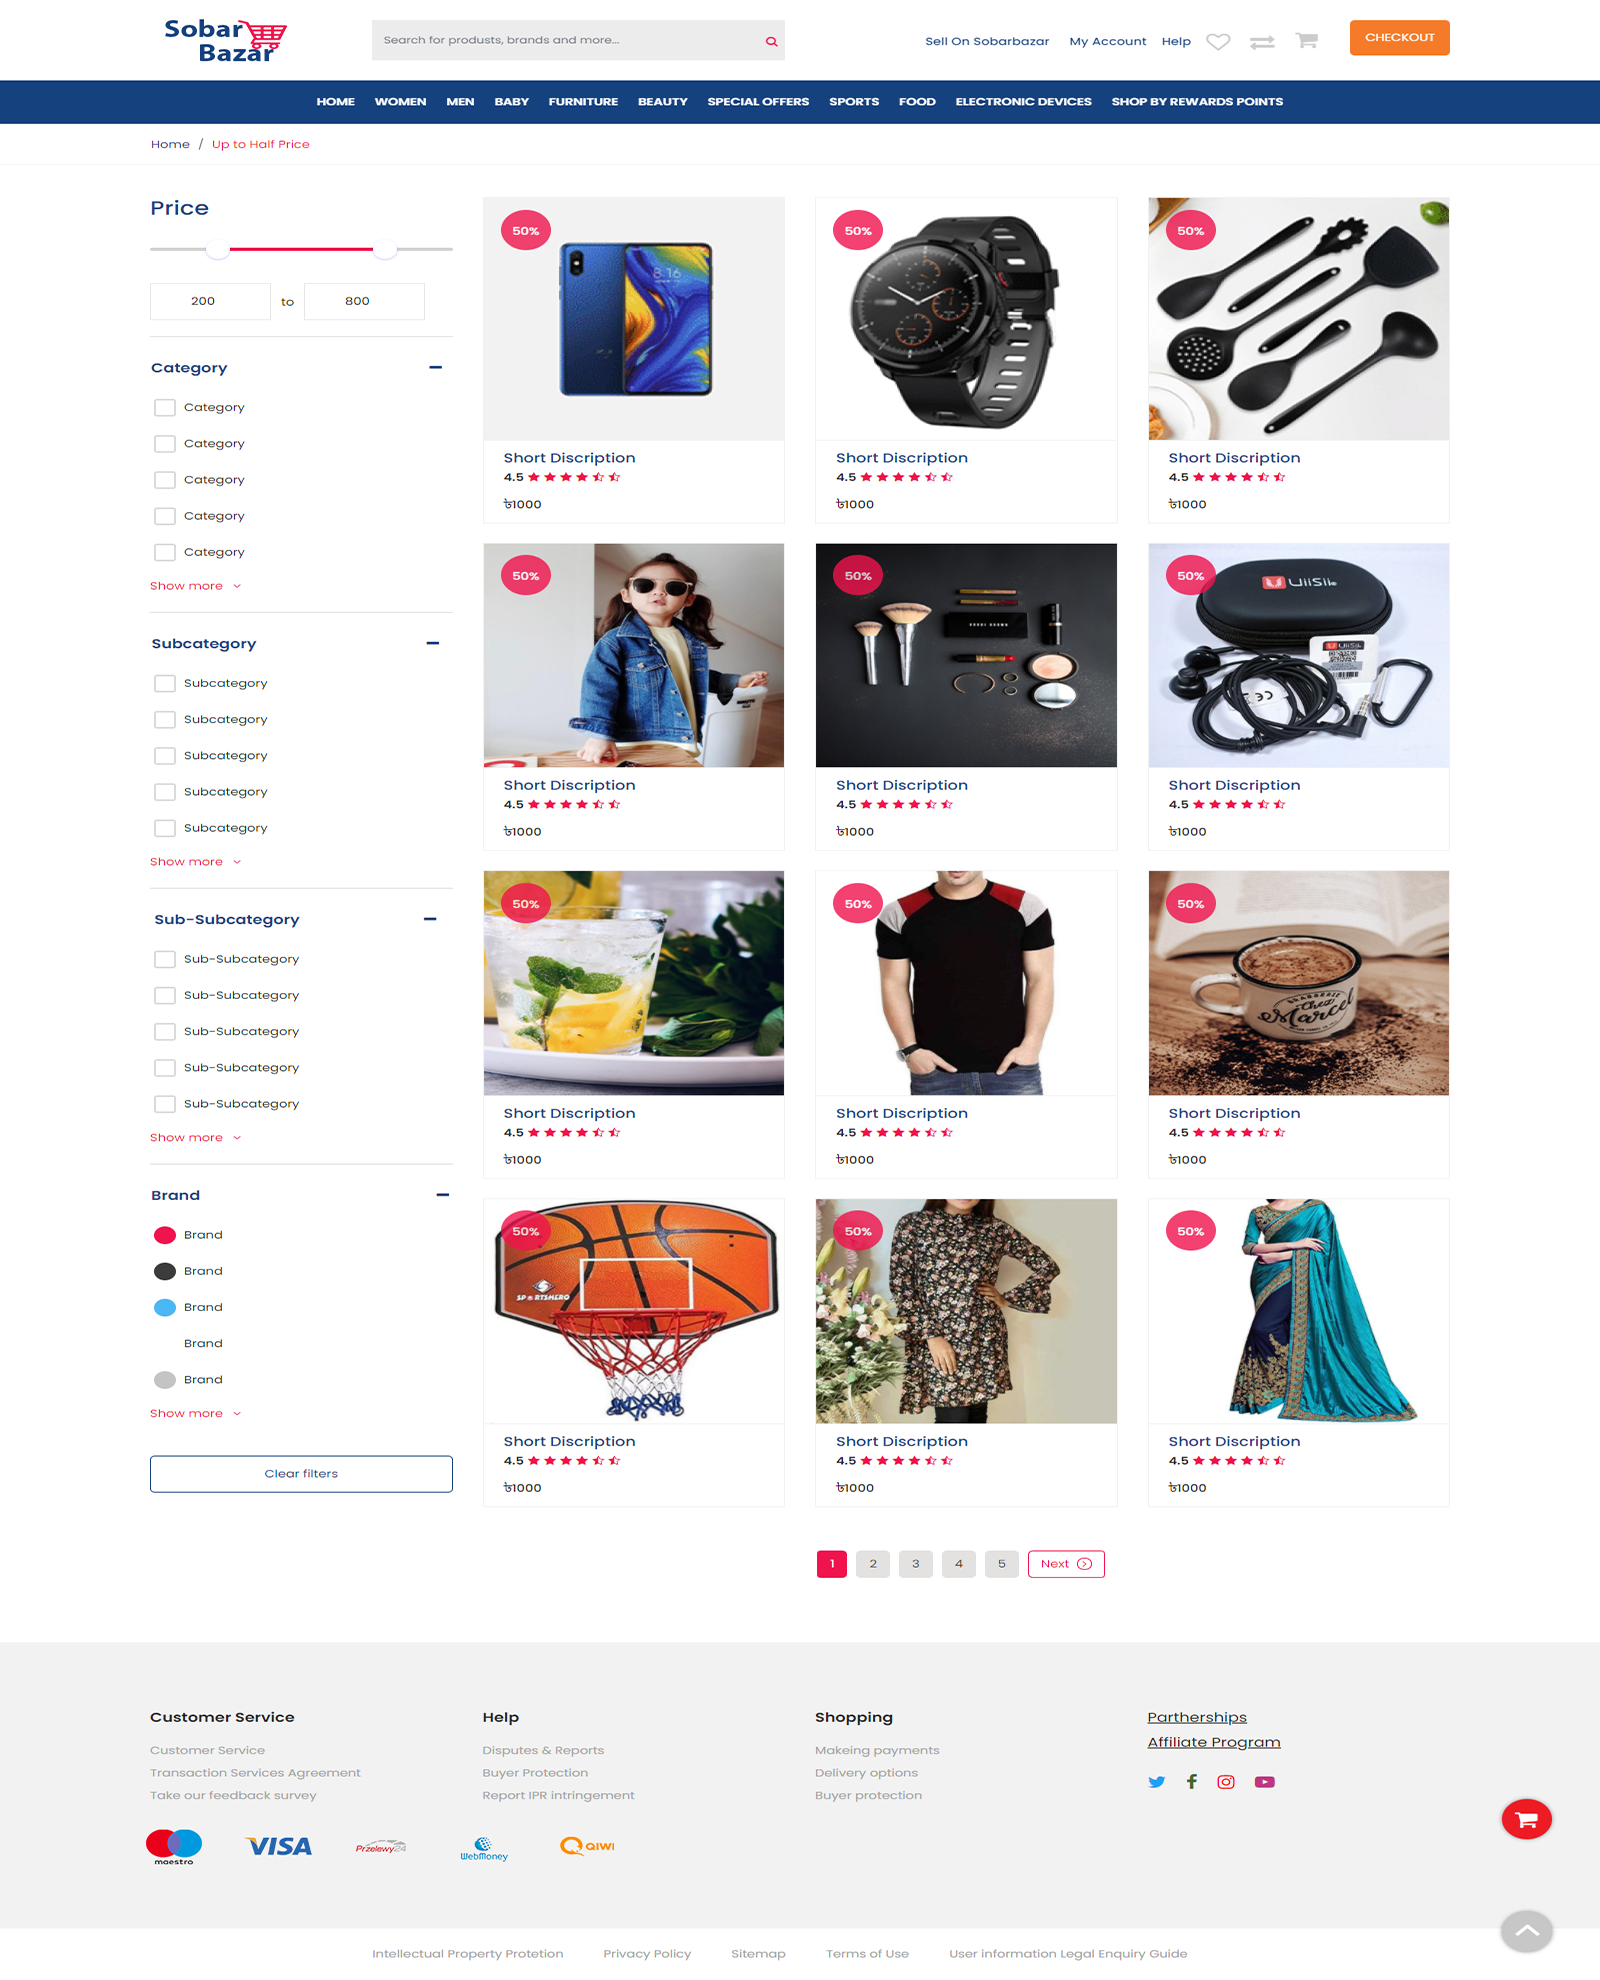 Sobar
Bazar
Search for produsts, brands and more...
Sell On Sobarbazar My Account Help
CHECKOUT
HOME WOMEN MEN BABY FURNITURE BEAUTY SPECIAL OFFERS SPORTS FOOD ELECTRONIC DEVICES SHOP BY REWARDS POINTS
Home / Up to Half Price
Price
200 to 800
Category
Category
Category
Category
Category
Category
Show more
Subcategory
Subcategory
Subcategory
Subcategory
Subcategory
Subcategory
Show more
Sub-Subcategory
Sub-Subcategory
Sub-Subcategory
Sub-Subcategory
Sub-Subcategory
Sub-Subcategory
Show more
Brand
Brand
Brand
Brand
Brand
Brand
Show more
Clear filters
50%
8:16
Short Discription
4.5
৳1000
50%
Short Discription
4.5
৳1000
50%
Short Discription
4.5
৳1000
50%
Short Discription
4.5
৳1000
50%
BOBBI BROWN
Short Discription
4.5
৳1000
50%
UiiSii
UiiSii
CE
Short Discription
4.5
৳1000
50%
Short Discription
4.5
৳1000
50%
Short Discription
4.5
৳1000
50%
Chez
Marcel
Short Discription
4.5
৳1000
50%
SPORTSHERO
Short Discription
4.5
৳1000
50%
Short Discription
4.5
৳1000
50%
Short Discription
4.5
৳1000
1 2 3 4 5 Next
Customer Service
Customer Service
Transaction Services Agreement
Take our feedback survey
Help
Disputes & Reports
Buyer Protection
Report IPR intringement
Shopping
Makeing payments
Delivery options
Buyer protection
Partherships
Affiliate Program
maestro
VISA
Przelewy24
WebMoney
QIWI
Intellectual Property Protetion Privacy Policy Sitemap Terms of Use User information Legal Enquiry Guide